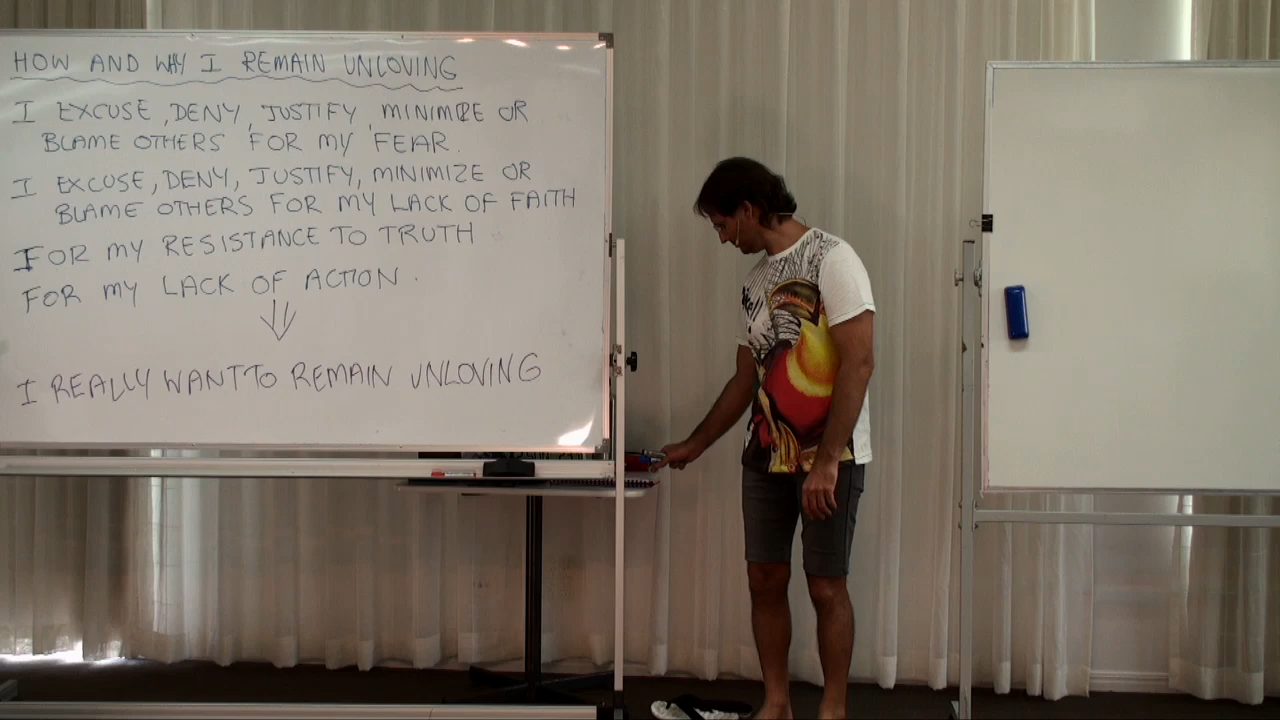 HOW AND WHY I REMAIN UNLOVING
I EXCUSE, DENY, JUSTIFY, MINIMIZE OR
BLAME OTHERS FOR MY FEAR.
I EXCUSE, DENY, JUSTIFY, MINIMIZE OR
BLAME OTHERS FOR MY LACK OF FAITH
FOR MY RESISTANCE TO TRUTH
FOR MY LACK OF ACTION.
I REALLY WANT TO REMAIN UNLOVING